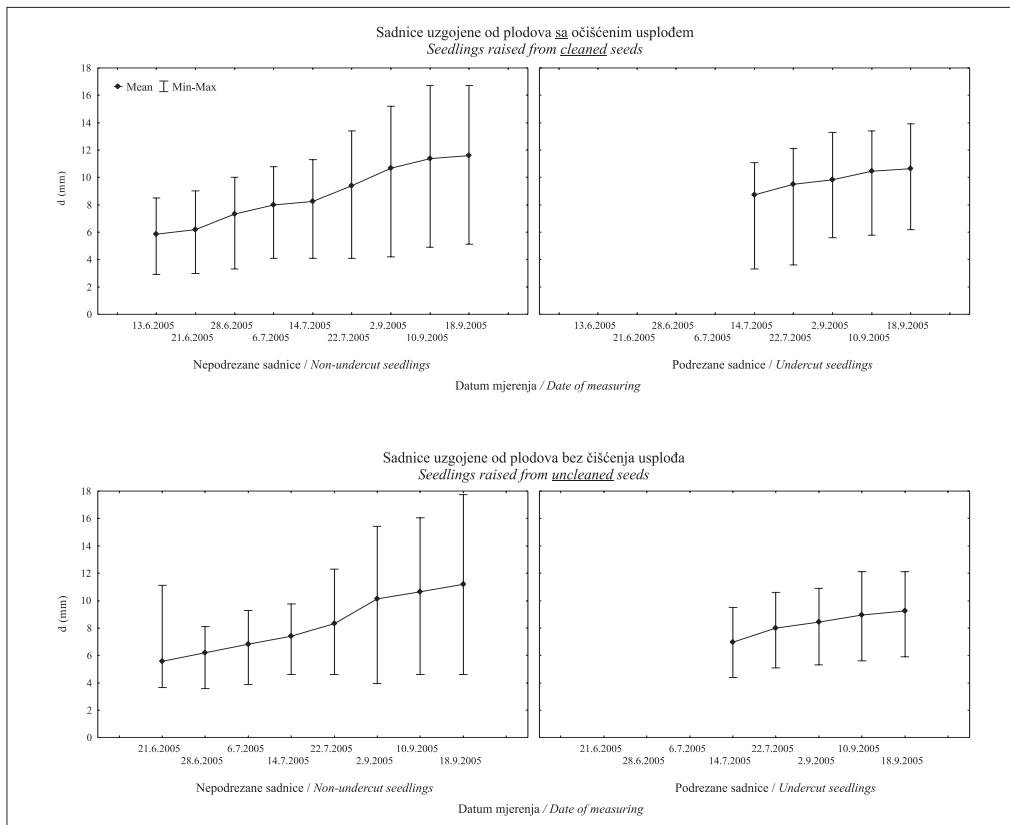 Sadnice uzgojene od plodova sa očišćenim usplođem
Seedlings raised from cleaned seeds
18
16
14
12
10
8
6
4
2
0
d (mm)
Mean Min-Max
13.6.2005 28.6.2005 14.7.2005 2.9.2005 18.9.2005
21.6.2005 6.7.2005 22.7.2005 10.9.2005
13.6.2005 28.6.2005 14.7.2005 2.9.2005 18.9.2005
21.6.2005 6.7.2005 22.7.2005 10.9.2005
Nepodrezane sadnice / Non-undercut seedlings
Podrezane sadnice / Undercut seedlings
Datum mjerenja / Date of measuring
Sadnice uzgojene od plodova bez čišćenja usplođa
Seedlings raised from uncleaned seeds
18
16
14
12
10
8
6
4
2
0
d (mm)
21.6.2005 6.7.2005 22.7.2005 10.9.2005
28.6.2005 14.7.2005 2.9.2005 18.9.2005
21.6.2005 6.7.2005 22.7.2005 10.9.2005
28.6.2005 14.7.2005 2.9.2005 18.9.2005
Nepodrezane sadnice / Non-undercut seedlings
Podrezane sadnice / Undercut seedlings
Datum mjerenja / Date of measuring